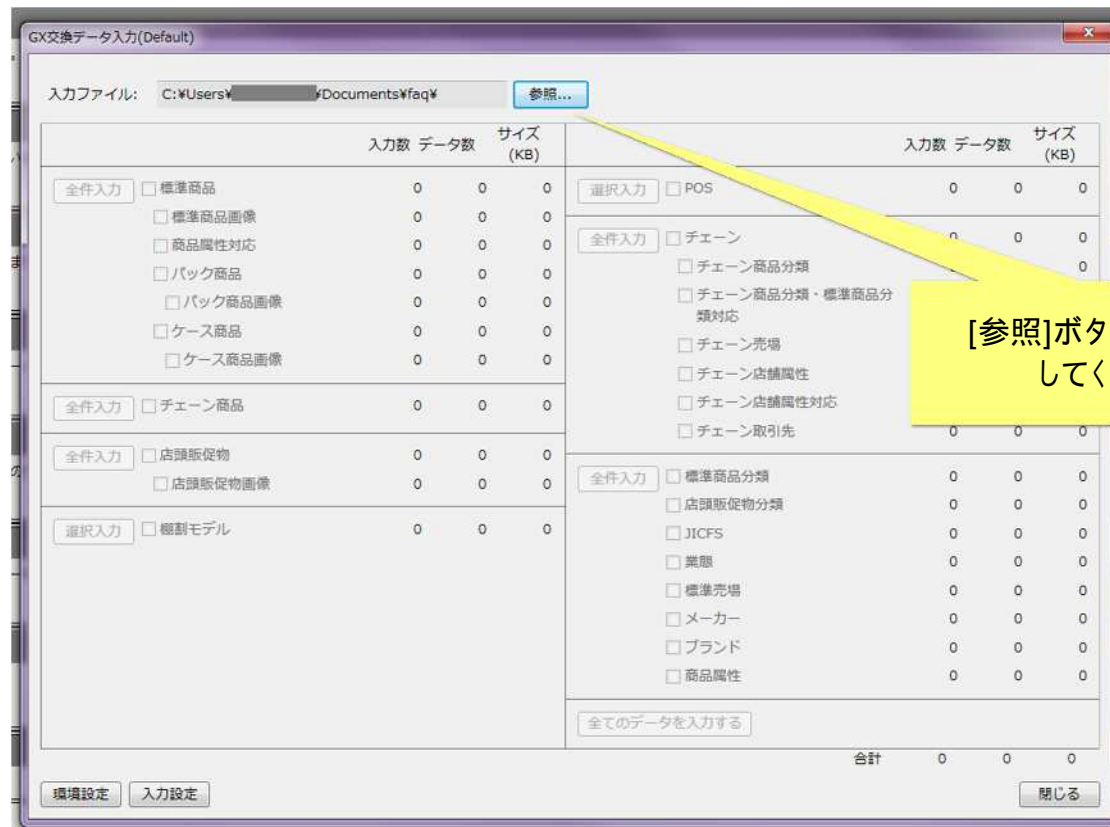 GX交換データ入力(Default)
入力ファイル: C:¥Users¥ ¥Documents¥faq¥ 参照...
入力数 データ数 サイズ(KB)
全件入力 標準商品 0 0 0
標準商品画像 0 0 0
商品属性対応 0 0 0
パック商品 0 0 0
パック商品画像 0 0 0
ケース商品 0 0 0
ケース商品画像 0 0 0
全件入力 チェーン商品 0 0 0
全件入力 店頭販促物 0 0 0
店頭販促物画像 0 0 0
選択入力 棚割モデル 0 0 0
入力数 データ数 サイズ(KB)
選択入力 POS 0 0 0
全件入力 チェーン 0 0 0
チェーン商品分類 0
チェーン商品分類・標準商品分
類対応
チェーン売場
チェーン店舗属性
チェーン店舗属性対応
チェーン取引先 0 0 0
[参照]ボタ
してく
全件入力 標準商品分類 0 0 0
店頭販促物分類 0 0 0
JICFS 0 0 0
業態 0 0 0
標準売場 0 0 0
メーカー 0 0 0
ブランド 0 0 0
商品属性 0 0 0
全てのデータを入力する
合計 0 0 0
環境設定 入力設定 閉じる